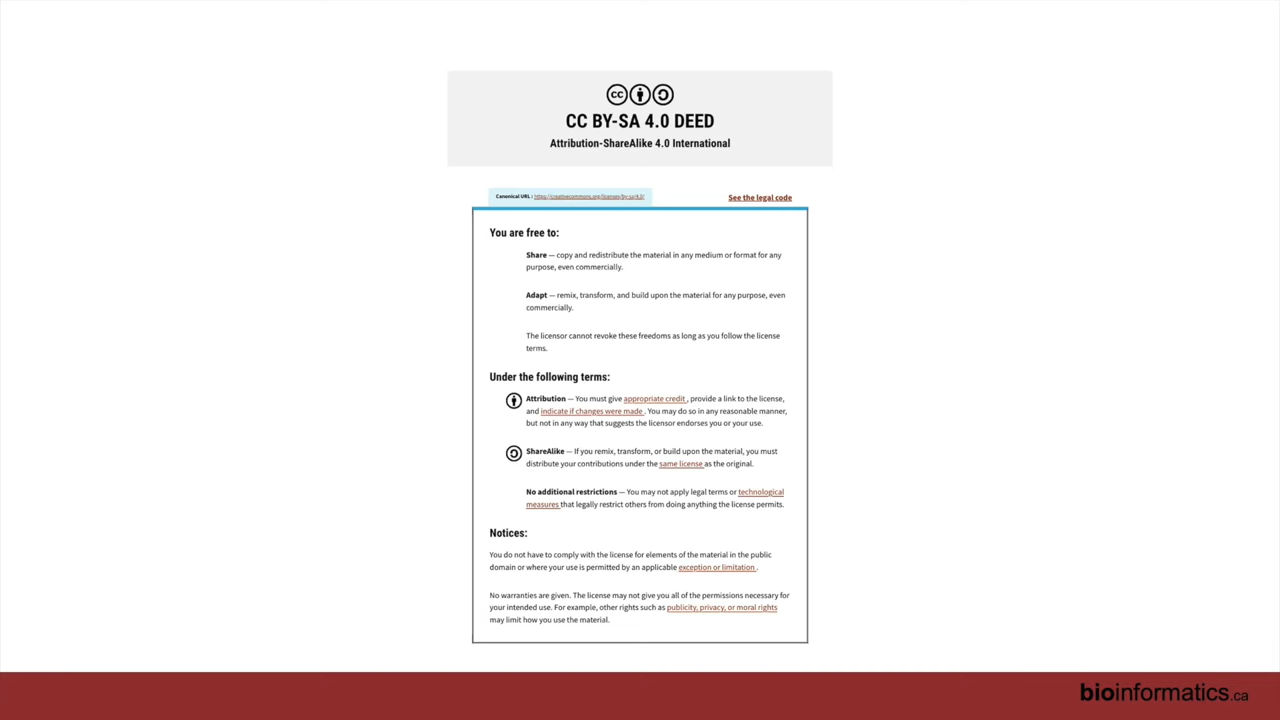 CC BY-SA 4.0 DEED
Attribution-ShareAlike 4.0 International
Canonical URL : https://creativecommons.org/licenses/by-sa/4.0/
See the legal code
You are free to:
Share — copy and redistribute the material in any medium or format for any
purpose, even commercially.
Adapt — remix, transform, and build upon the material for any purpose, even
commercially.
The licensor cannot revoke these freedoms as long as you follow the license
terms.
Under the following terms:
Attribution — You must give appropriate credit , provide a link to the license,
and indicate if changes were made . You may do so in any reasonable manner,
but not in any way that suggests the licensor endorses you or your use.
ShareAlike — If you remix, transform, or build upon the material, you must
distribute your contributions under the same license as the original.
No additional restrictions — You may not apply legal terms or technological
measures that legally restrict others from doing anything the license permits.
Notices:
You do not have to comply with the license for elements of the material in the public
domain or where your use is permitted by an applicable exception or limitation .
No warranties are given. The license may not give you all of the permissions necessary for
your intended use. For example, other rights such as publicity, privacy, or moral rights
may limit how you use the material.
bioinformatics.ca